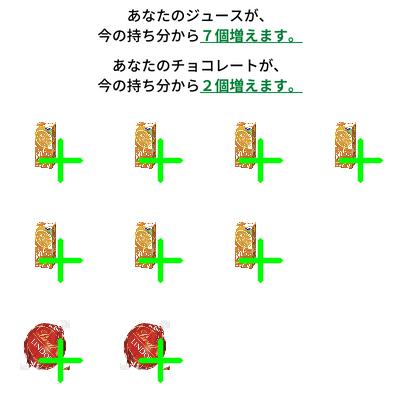 あなたのジュースが、
今の持ち分から７個増えます。
あなたのチョコレートが、
今の持ち分から２個増えます。